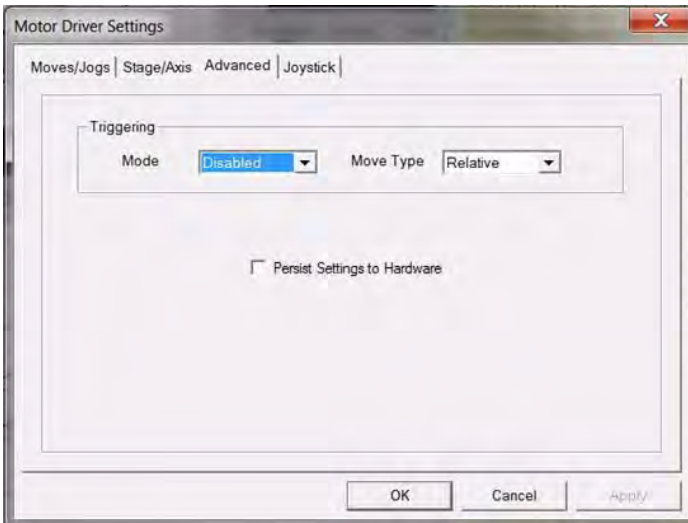 Motor Driver Settings
Moves/Jogs Stage/Axis Advanced Joystick
Triggering
Mode Disabled Move Type Relative
Persist Settings to Hardware
OK Cancel Apply